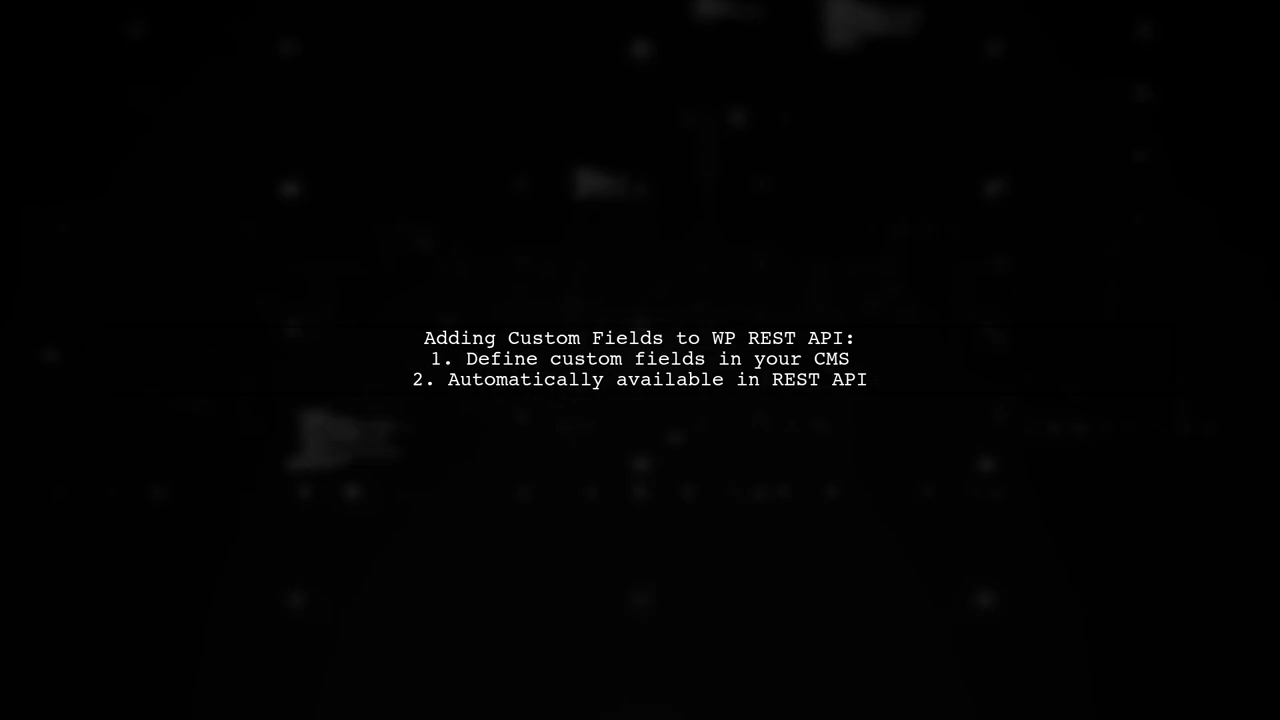 Adding Custom Fields to WP REST API:
1. Define custom fields in your CMS
2. Automatically available in REST API